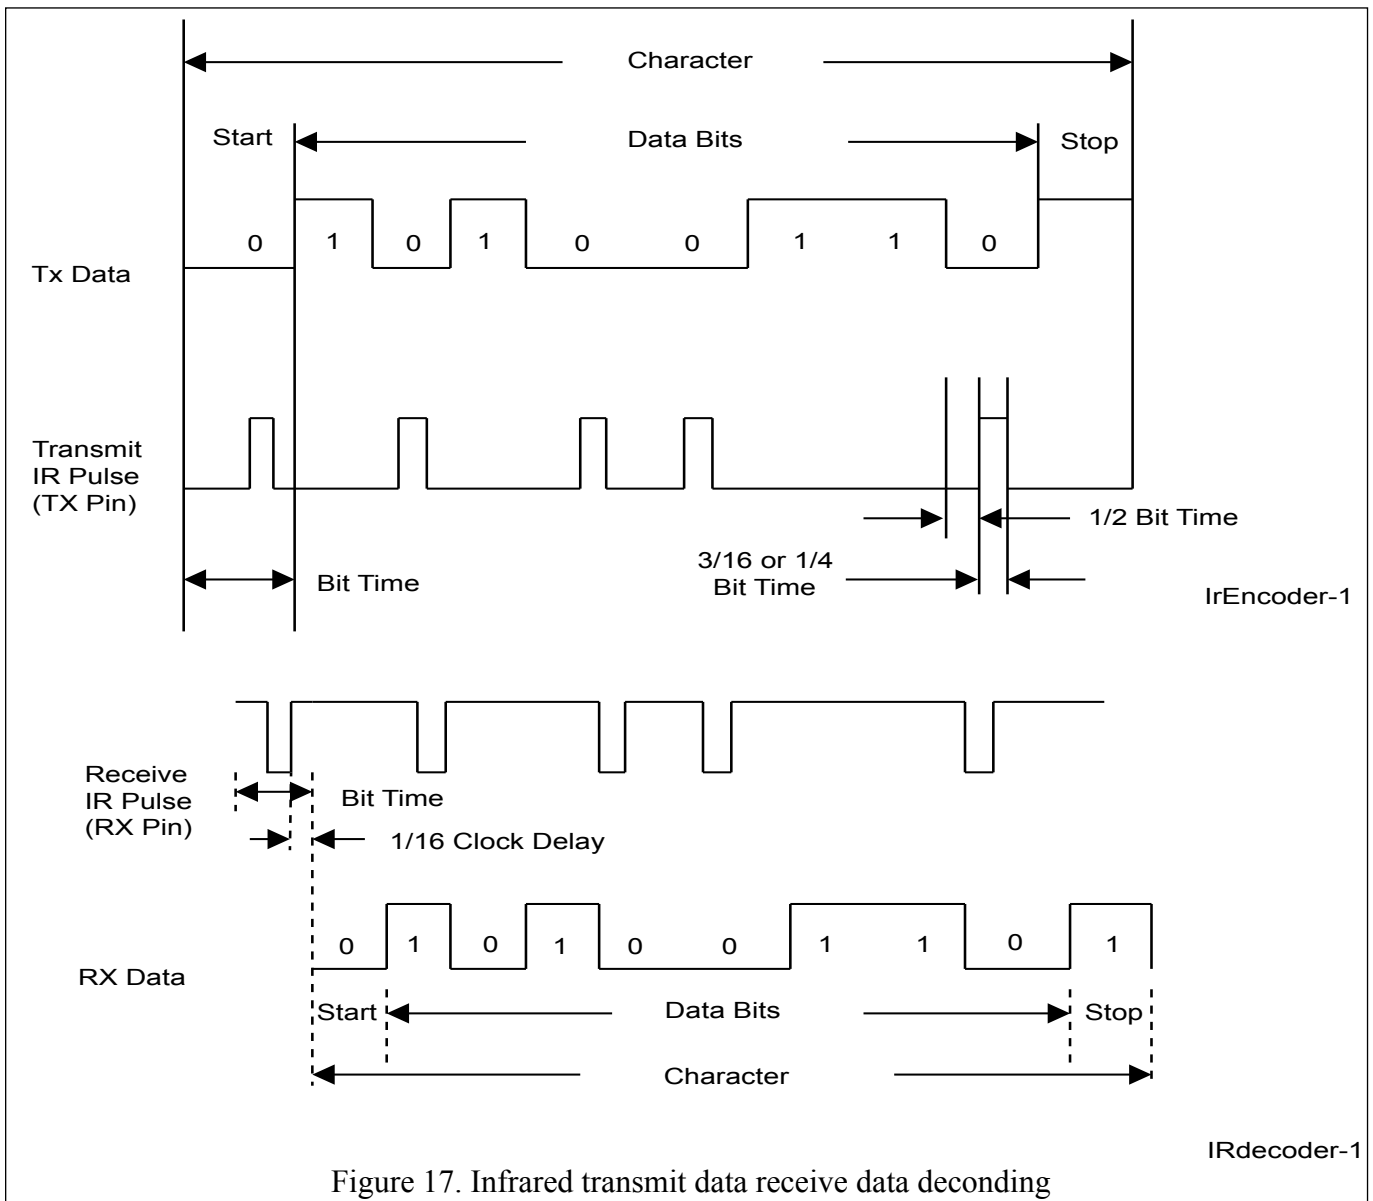 Character
Start
Data Bits
Stop
0 1 0 1 0 0 1 1 0
Tx Data
Transmit
IR Pulse
(TX Pin)
1/2 Bit Time
3/16 or 1/4
Bit Time
Bit Time
IrEncoder-1
Receive
IR Pulse
(RX Pin)
Bit Time
1/16 Clock Delay
0 1 0 1 0 0 1 1 0 1
RX Data
Start
Data Bits
Stop
Character
IRdecoder-1
Figure 17. Infrared transmit data receive data deconding